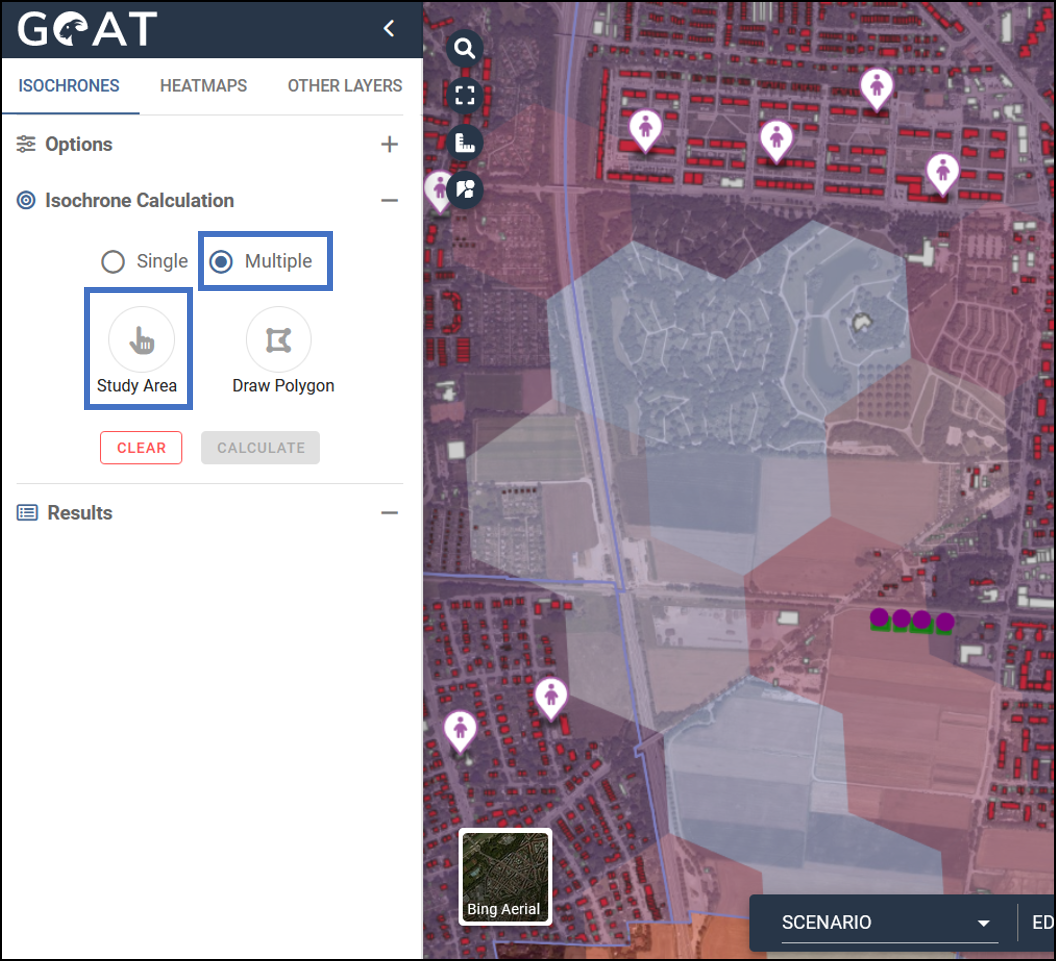 GOAT
ISOCHRONES HEATMAPS OTHER LAYERS
Options
Isochrone Calculation
Single Multiple
Study Area Draw Polygon
CLEAR CALCULATE
Results
Bing Aerial
SCENARIO ED